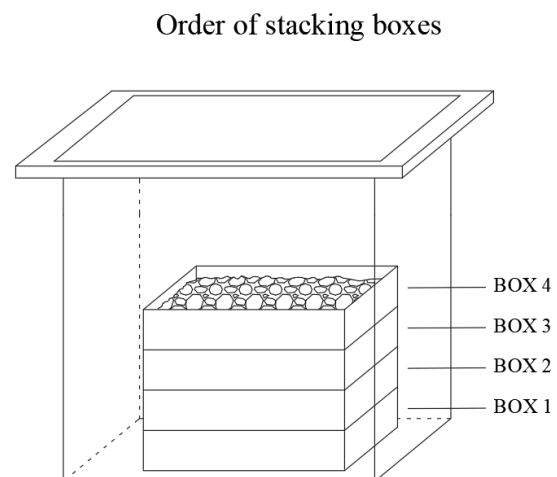 Order of stacking boxes
BOX 4
BOX 3
BOX 2
BOX 1